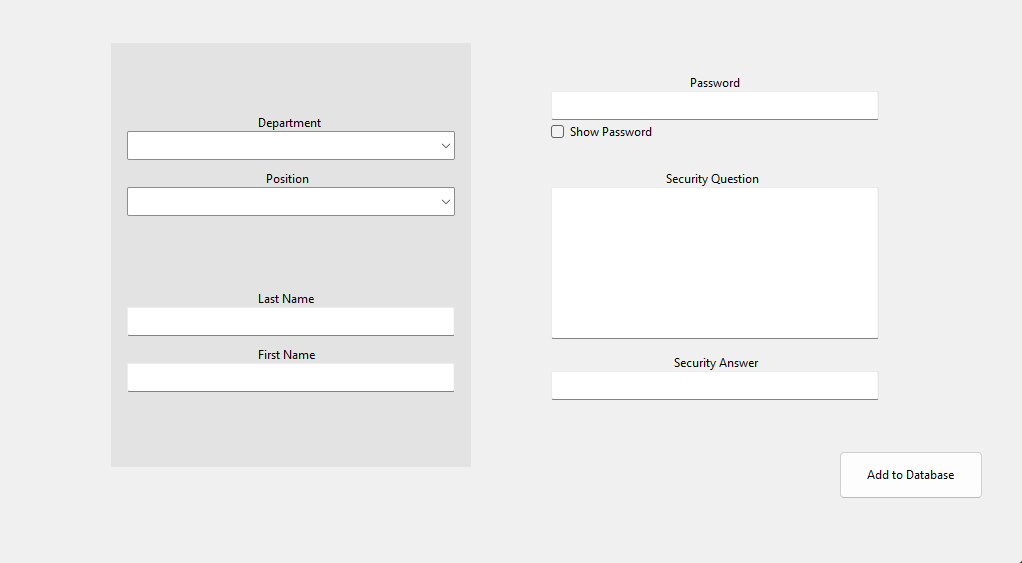 Department
Position
Last Name
First Name
Password
Show Password
Security Question
Security Answer
Add to Database